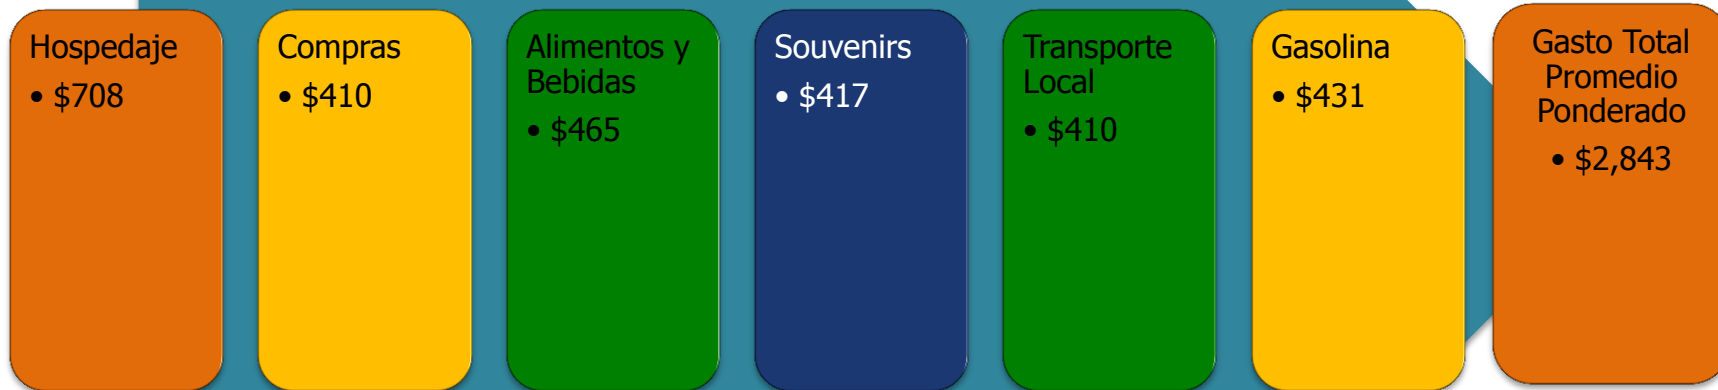 Hospedaje
• $708
Compras
• $410
Alimentos y
Bebidas
• $465
Souvenirs
• $417
Transporte
Local
• $410
Gasolina
• $431
Gasto Total
Promedio
Ponderado
• $2,843